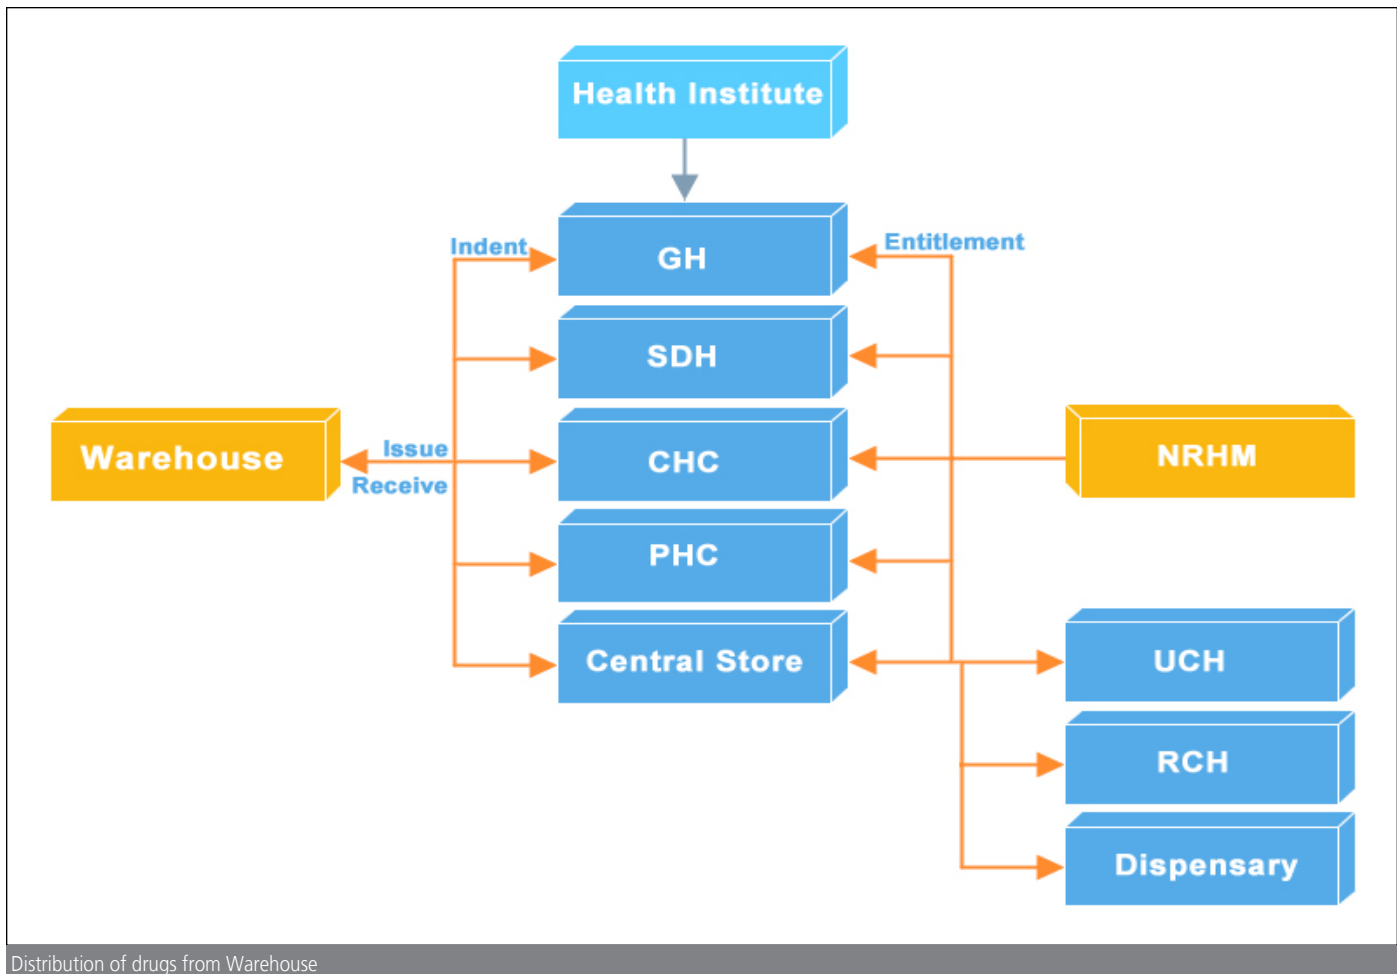 Health Institute
Indent
GH
Entitlement
SDH
Warehouse
Issue
Receive
CHC
NRHM
PHC
Central Store
UCH
RCH
Dispensary
Distribution of drugs from Warehouse